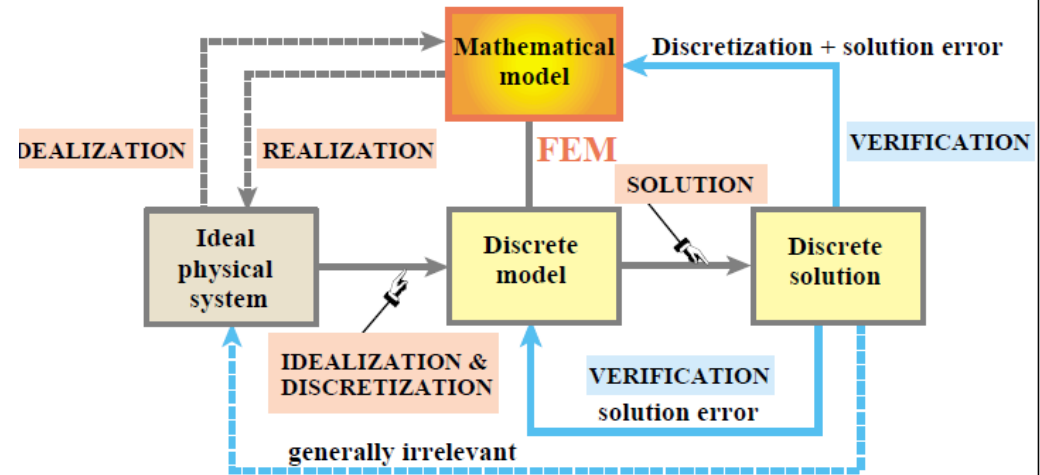 Mathematical
model
Discretization + solution error
DEALIZATION
REALIZATION
FEM
VERIFICATION
SOLUTION
Ideal
physical
system
Discrete
model
Discrete
solution
IDEALIZATION &
DISCRETIZATION
VERIFICATION
solution error
generally irrelevant